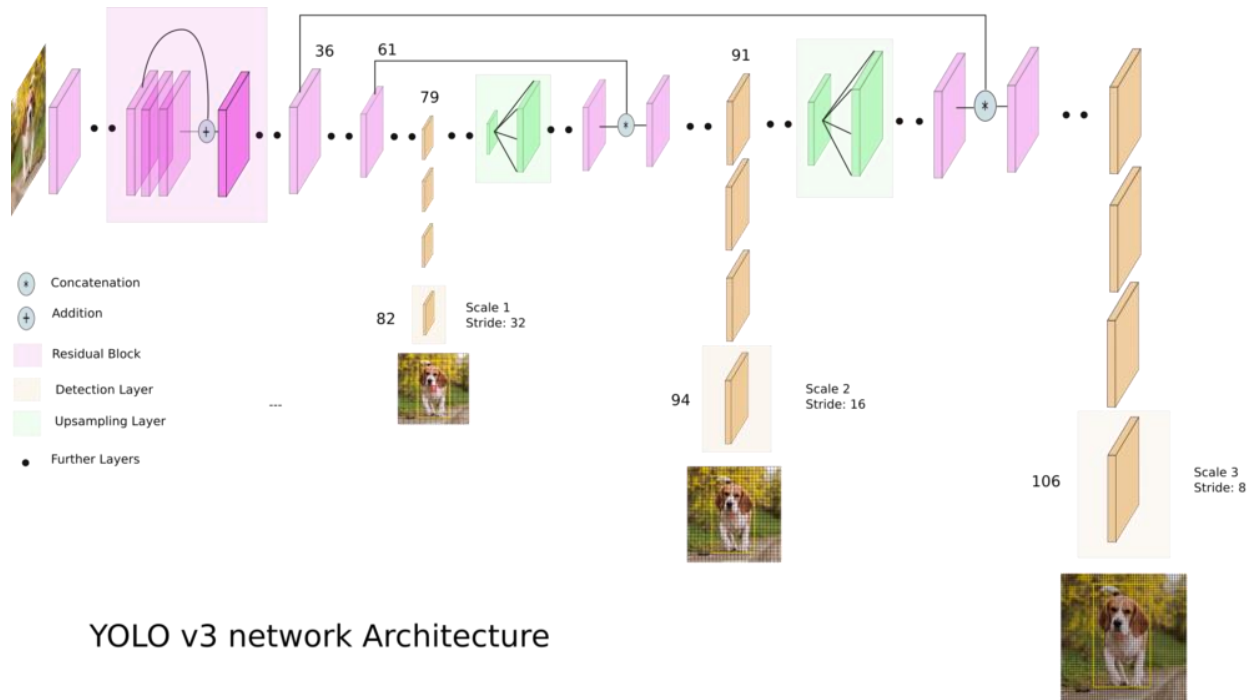 36
61
91
79
Concatenation
Addition
Residual Block
Detection Layer
Upsampling Layer
Further Layers
---
82
Scale 1
Stride: 32
94
Scale 2
Stride: 16
106
Scale 3
Stride: 8
YOLO v3 network Architecture